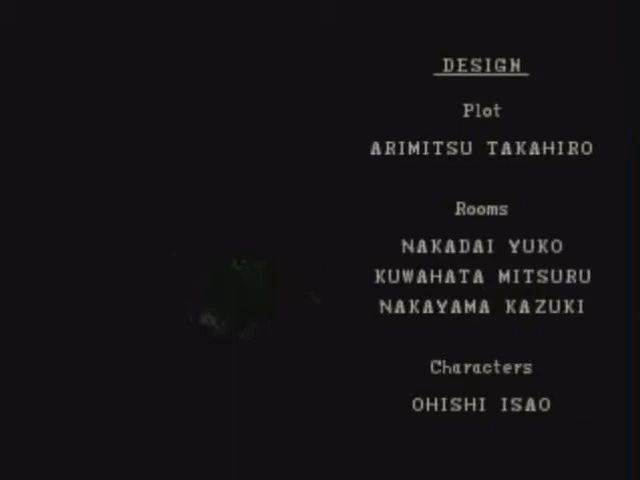 DESIGN
Plot
ARIMITSU TAKAHIRO
Rooms
NAKADAI YUKO
KUWAHATA MITSURU
NAKAYAMA KAZUKI
Characters
OHISHI ISAO